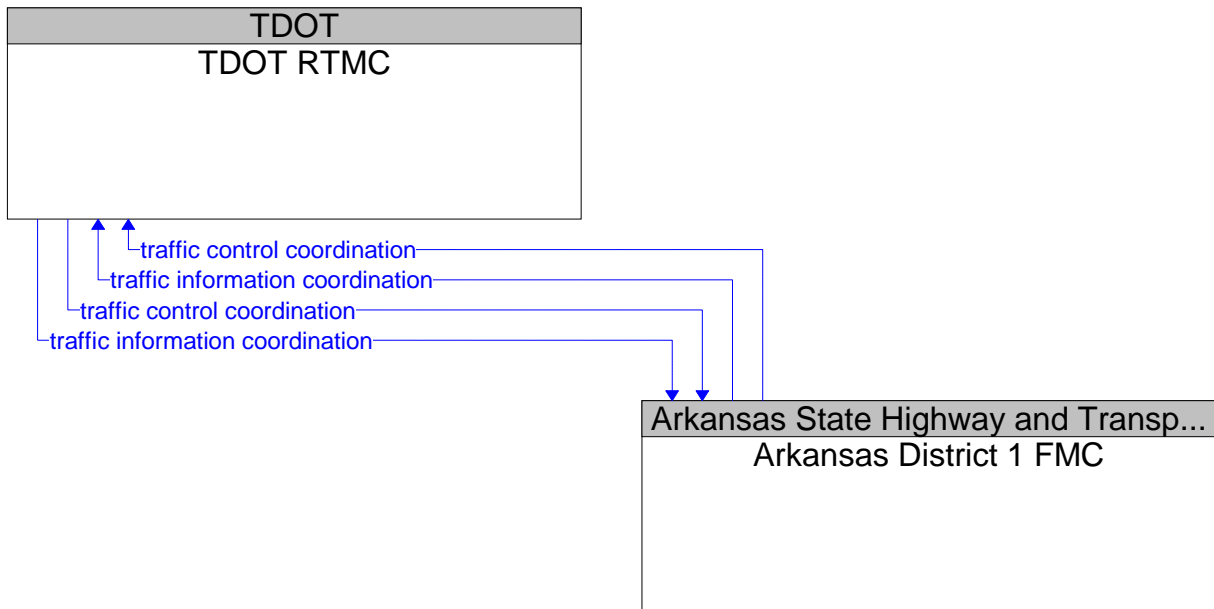 TDOT
TDOT RTMC
traffic control coordination
traffic information coordination
traffic control coordination
traffic information coordination
Arkansas State Highway and Transp...
Arkansas District 1 FMC